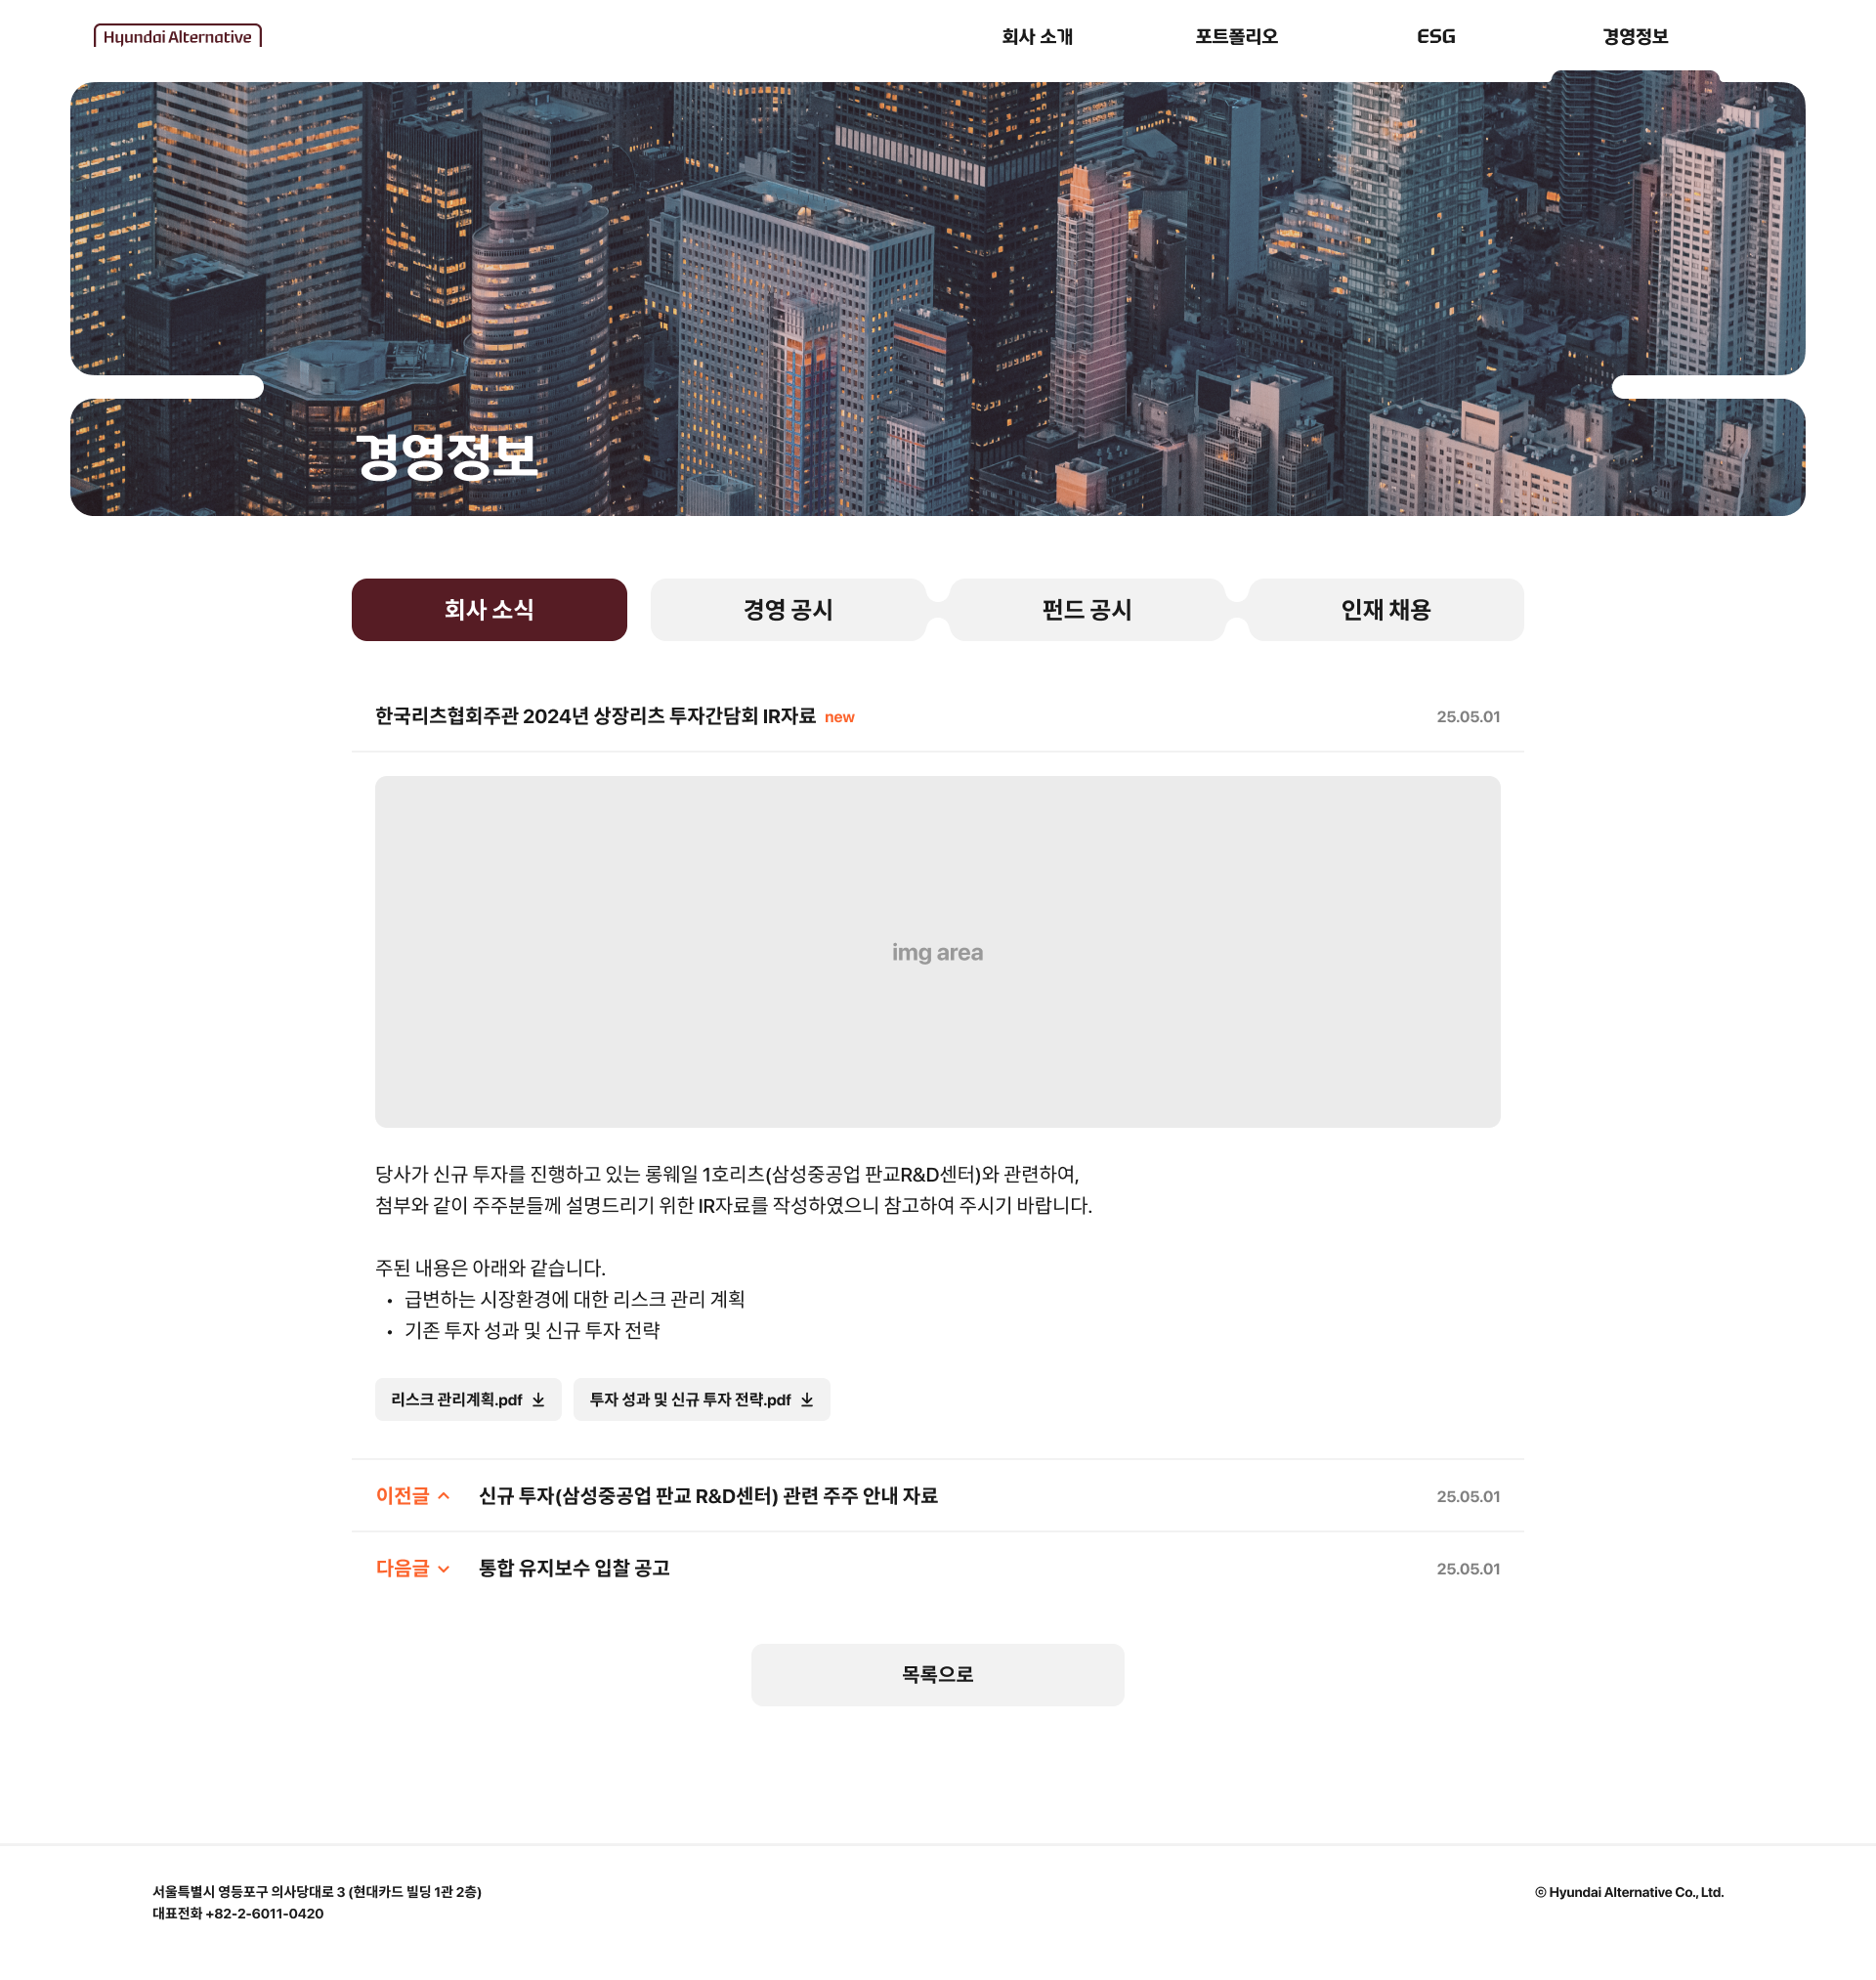 Hyundai Alternative
회사 소개
포트폴리오
ESG
경영정보
경영정보
회사 소식
경영 공시
펀드 공시
인재 채용
한국리츠협회주관 2024년 상장리츠 투자간담회 IR자료 new
25.05.01
img area
당사가 신규 투자를 진행하고 있는 롱웨일 1호리츠(삼성중공업 판교R&D센터)와 관련하여,
첨부와 같이 주주분들께 설명드리기 위한 IR자료를 작성하였으니 참고하여 주시기 바랍니다.
주된 내용은 아래와 같습니다.
• 급변하는 시장환경에 대한 리스크 관리 계획
• 기존 투자 성과 및 신규 투자 전략
리스크 관리계획.pdf
투자 성과 및 신규 투자 전략.pdf
이전글
신규 투자(삼성중공업 판교 R&D센터) 관련 주주 안내 자료
25.05.01
다음글
통합 유지보수 입찰 공고
25.05.01
목록으로
서울특별시 영등포구 의사당대로 3 (현대카드 빌딩 1관 2층)
대표전화 +82-2-6011-0420
ⓒ Hyundai Alternative Co., Ltd.